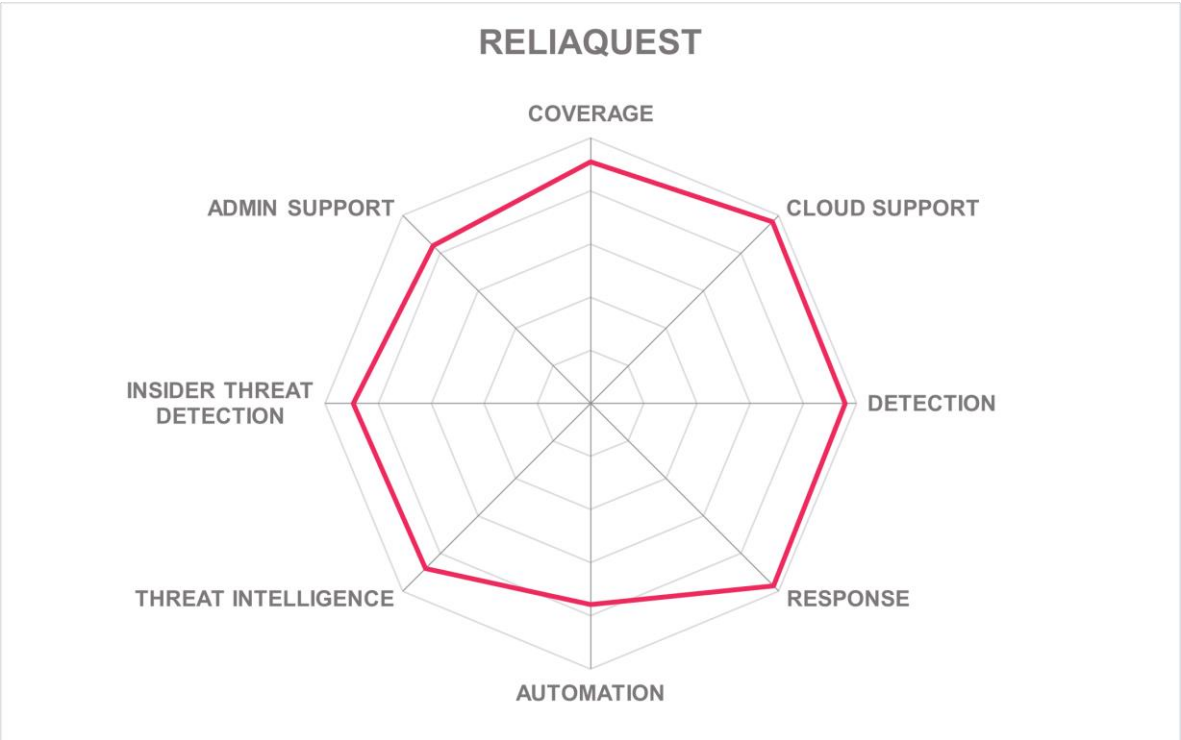 RELIAQUEST
COVERAGE
ADMIN SUPPORT
CLOUD SUPPORT
INSIDER THREAT
DETECTION
DETECTION
THREAT INTELLIGENCE
RESPONSE
AUTOMATION